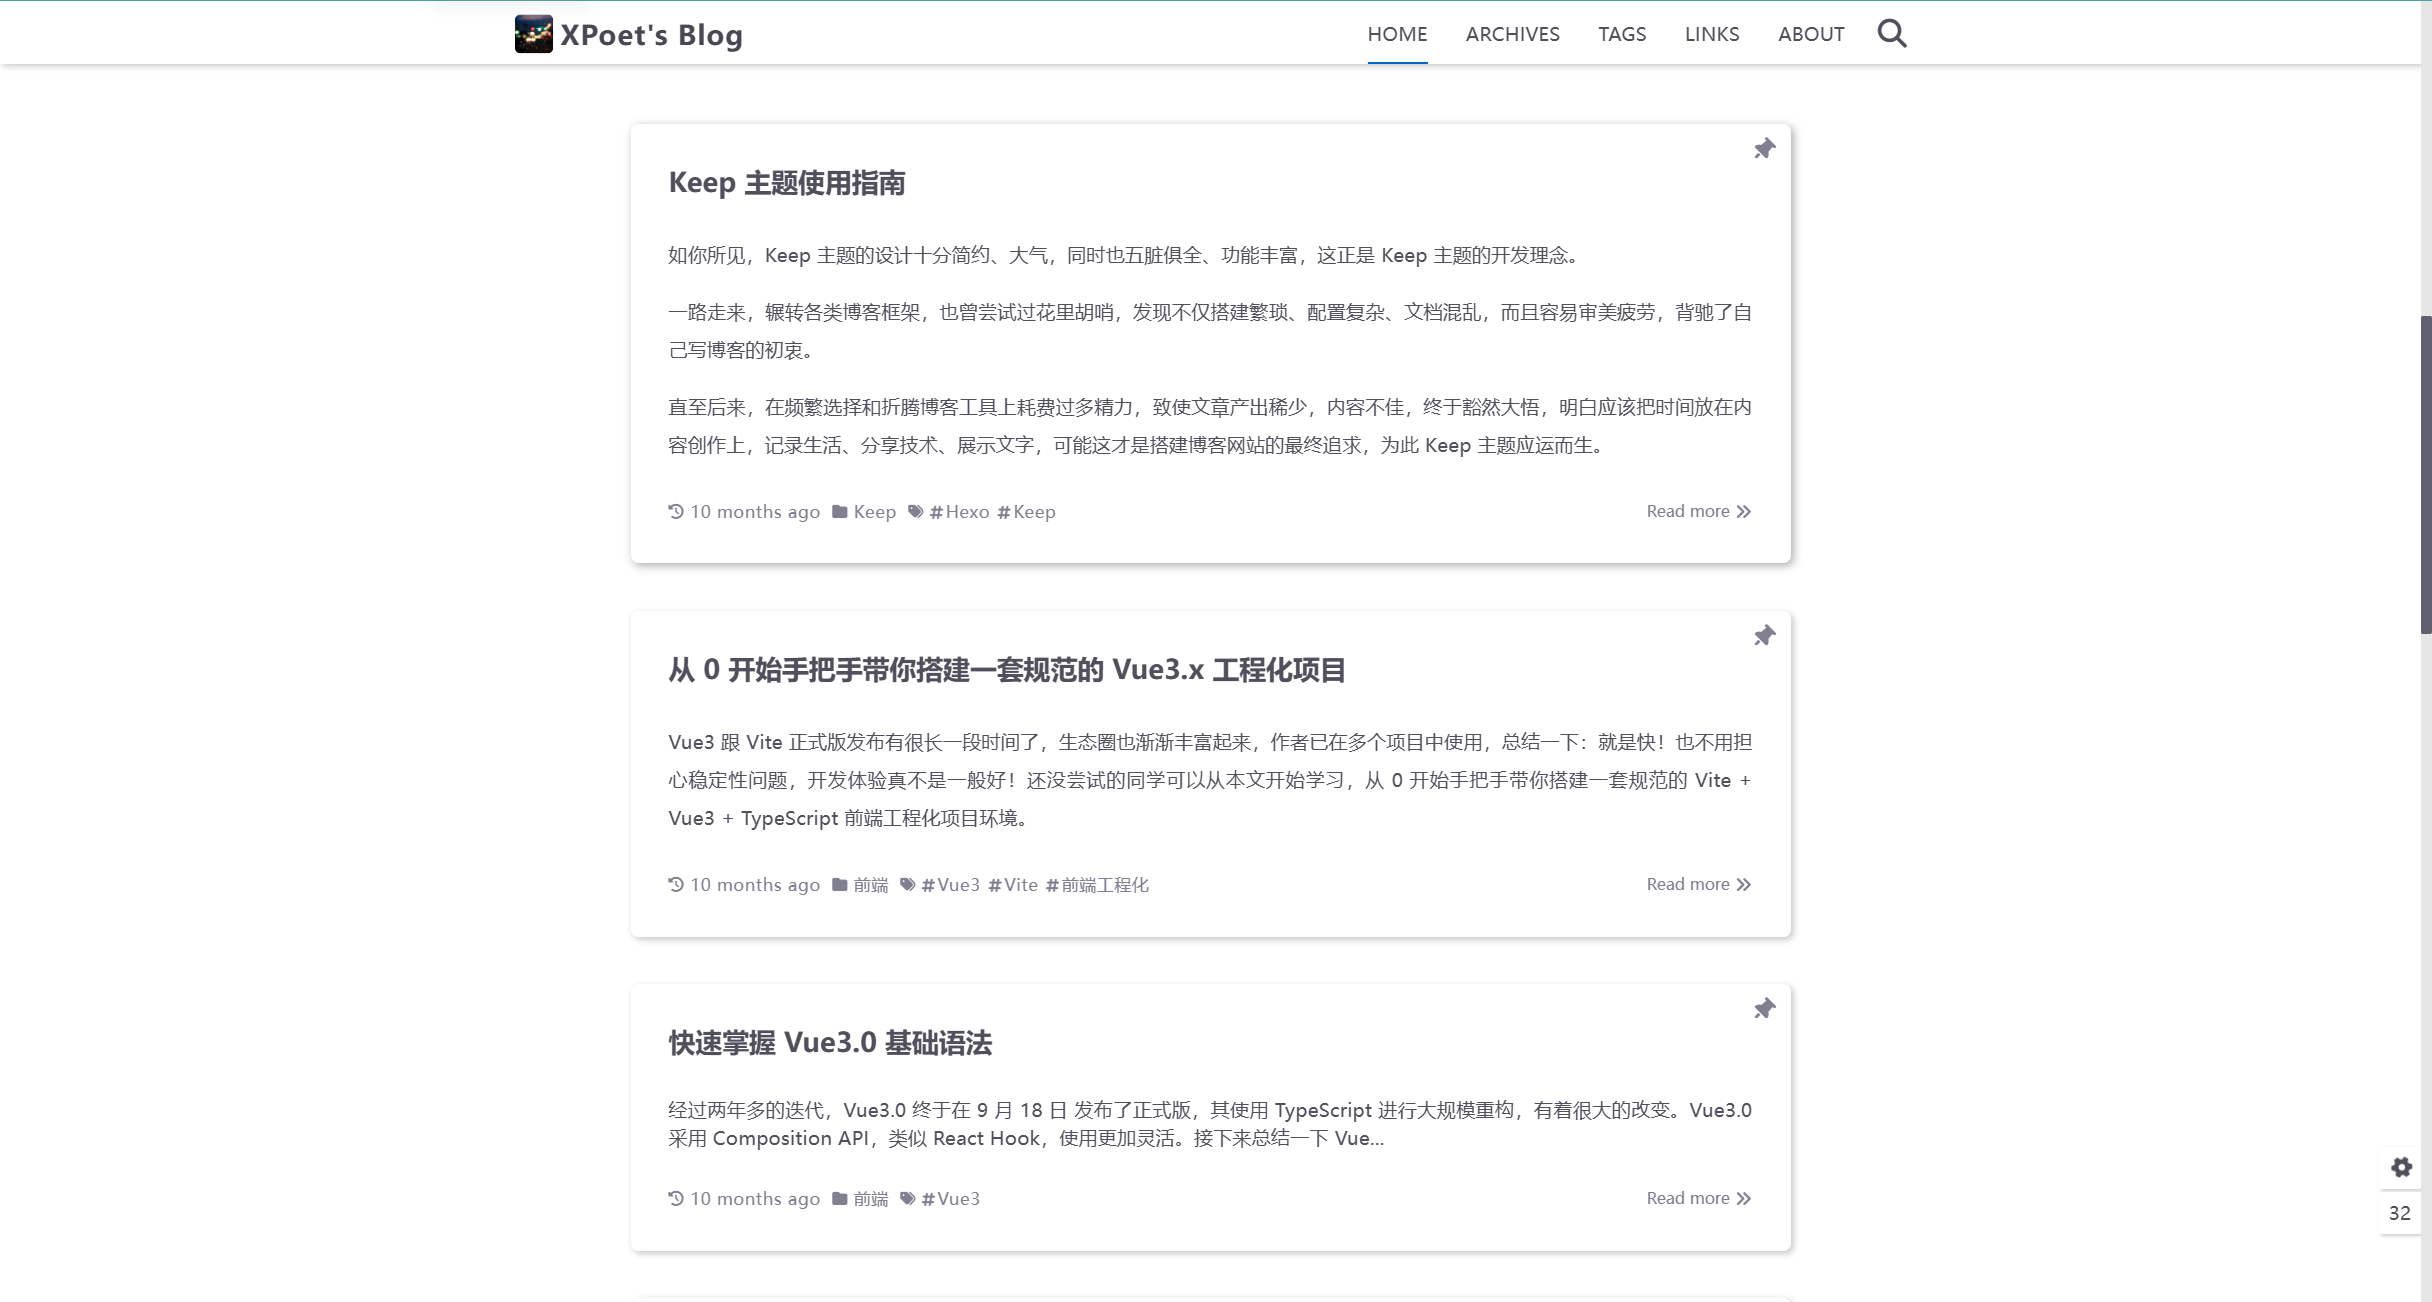 XPoet's Blog
HOME ARCHIVES TAGS LINKS ABOUT
Keep 主题使用指南
如你所见，Keep 主题的设计十分简约、大气，同时也五脏俱全、功能丰富，这正是 Keep 主题的开发理念。
一路走来，辗转各类博客框架，也曾尝试过花里胡哨，发现不仅搭建繁琐、配置复杂、文档混乱，而且容易审美疲劳，背驰了自
己写博客的初衷。
直至后来，在频繁选择和折腾博客工具上耗费过多精力，致使文章产出稀少，内容不佳，终于豁然大悟，明白应该把时间放在内
容创作上，记录生活、分享技术、展示文字，可能这才是搭建博客网站的最终追求，为此 Keep 主题应运而生。
10 months ago Keep #Hexo #Keep Read more
从 0 开始手把手带你搭建一套规范的 Vue3.x 工程化项目
Vue3 跟 Vite 正式版发布有很长一段时间了，生态圈也渐渐丰富起来，作者已在多个项目中使用，总结一下：就是快！也不用担
心稳定性问题，开发体验真不是一般好！还没尝试的同学可以从本文开始学习，从 0 开始手把手带你搭建一套规范的 Vite +
Vue3 + TypeScript 前端工程化项目环境。
10 months ago 前端 #Vue3 #Vite #前端工程化 Read more
快速掌握 Vue3.0 基础语法
经过两年多的迭代，Vue3.0 终于在 9 月 18 日 发布了正式版，其使用 TypeScript 进行大规模重构，有着很大的改变。Vue3.0
采用 Composition API，类似 React Hook，使用更加灵活。接下来总结一下 Vue...
10 months ago 前端 #Vue3 Read more
32